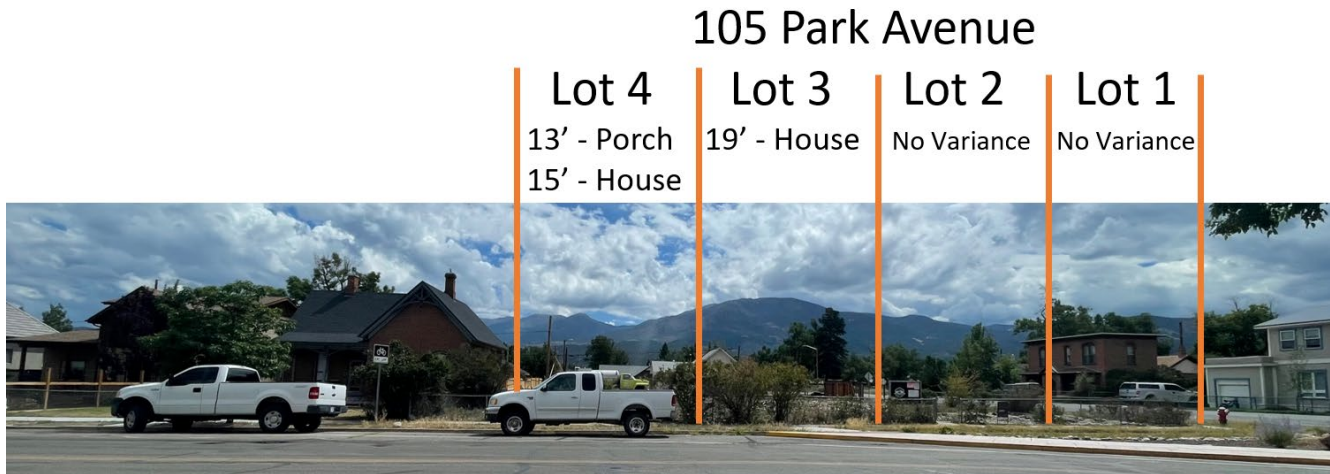 105 Park Avenue
Lot 4
Lot 3
Lot 2
Lot 1
13’ - Porch
19’ - House
No Variance
No Variance
15’ - House